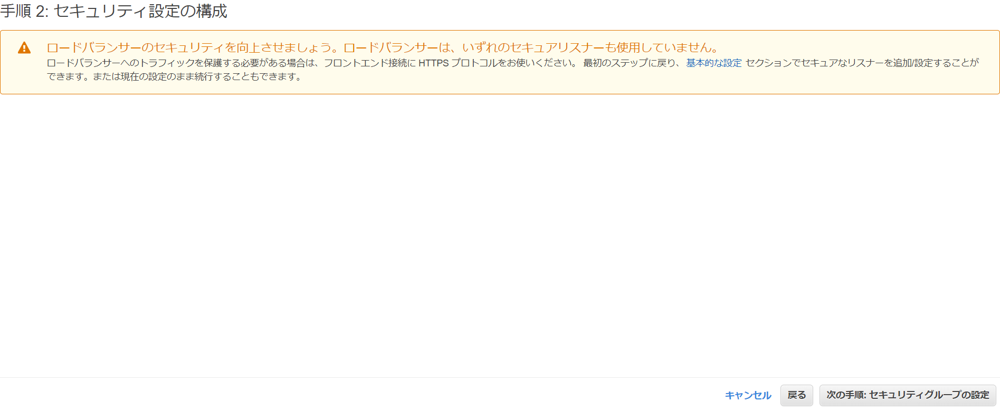 手順 2: セキュリティ設定の構成
ロードバランサーのセキュリティを向上させましょう。ロードバランサーは、いずれのセキュアリスナーも使用していません。
ロードバランサーへのトラフィックを保護する必要がある場合は、フロントエンド接続に HTTPS プロトコルをお使いください。 最初のステップに戻り、 基本的な設定 セクションでセキュアなリスナーを追加/設定することが
できます。または現在の設定のまま続行することもできます。
キャンセル 戻る 次の手順: セキュリティグループの設定